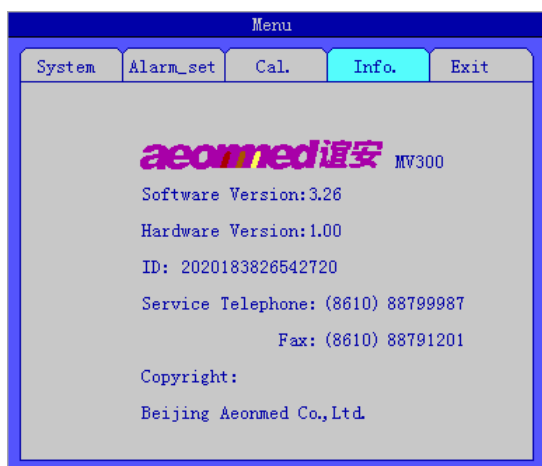 Menu
System Alarm_set Cal. Info. Exit
aeonmed谊安 MV300
Software Version:3.26
Hardware Version:1.00
ID: 2020183826542720
Service Telephone: (8610) 88799987
Fax: (8610) 88791201
Copyright:
Beijing Aeonmed Co.,Ltd.